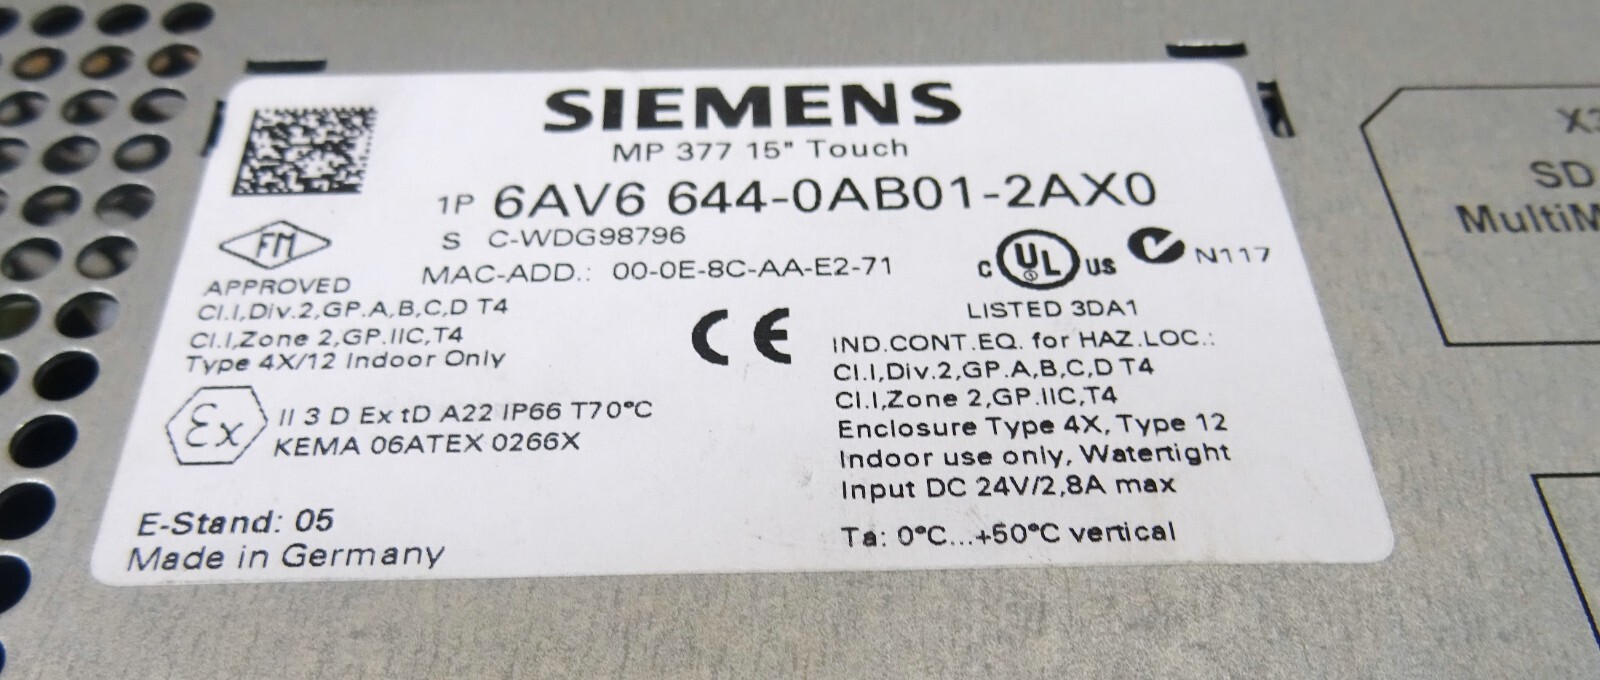 SIEMENS
MP 377 15" Touch
1P 6AV6 644-0AB01-2AX0
S C-WDG98796
MAC-ADD.: 00-0E-8C-AA-E2-71
FM
APPROVED
CI.I,Div.2,GP.A,B,C,D T4
CI.I,Zone 2,GP.IIC,T4
Type 4X/12 Indoor Only
CE
Ex II 3 D Ex tD A22 IP66 T70°C
KEMA 06ATEX 0266X
E-Stand: 05
Made in Germany
C UL US N117
LISTED 3DA1
IND.CONT.EQ. for HAZ.LOC.:
CI.I,Div.2,GP.A,B,C,D T4
CI.I,Zone 2,GP.IIC,T4
Enclosure Type 4X, Type 12
Indoor use only, Watertight
Input DC 24V/2,8A max
Ta: 0°C...+50°C vertical
SD